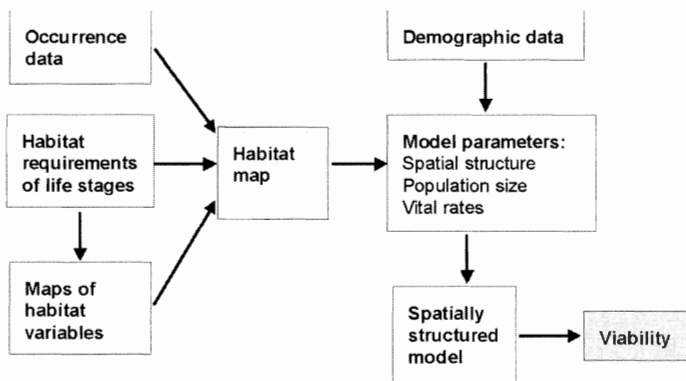 Occurrence
data
Demographic data
Habitat
requirements
of life stages
Habitat
map
Model parameters:
Spatial structure
Population size
Vital rates
Maps of
habitat
variables
Spatially
structured
model
Viability